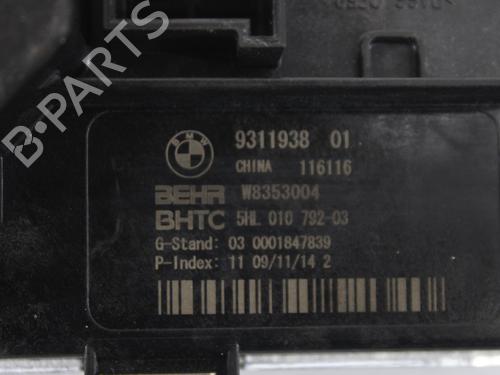 B-PARTS
BMW
9311938 01
CHINA 116116
BEHR W8353004
BHTC 5HL 010 792-03
G-Stand: 03 0001847839
P-Index: 11 09/11/14 2